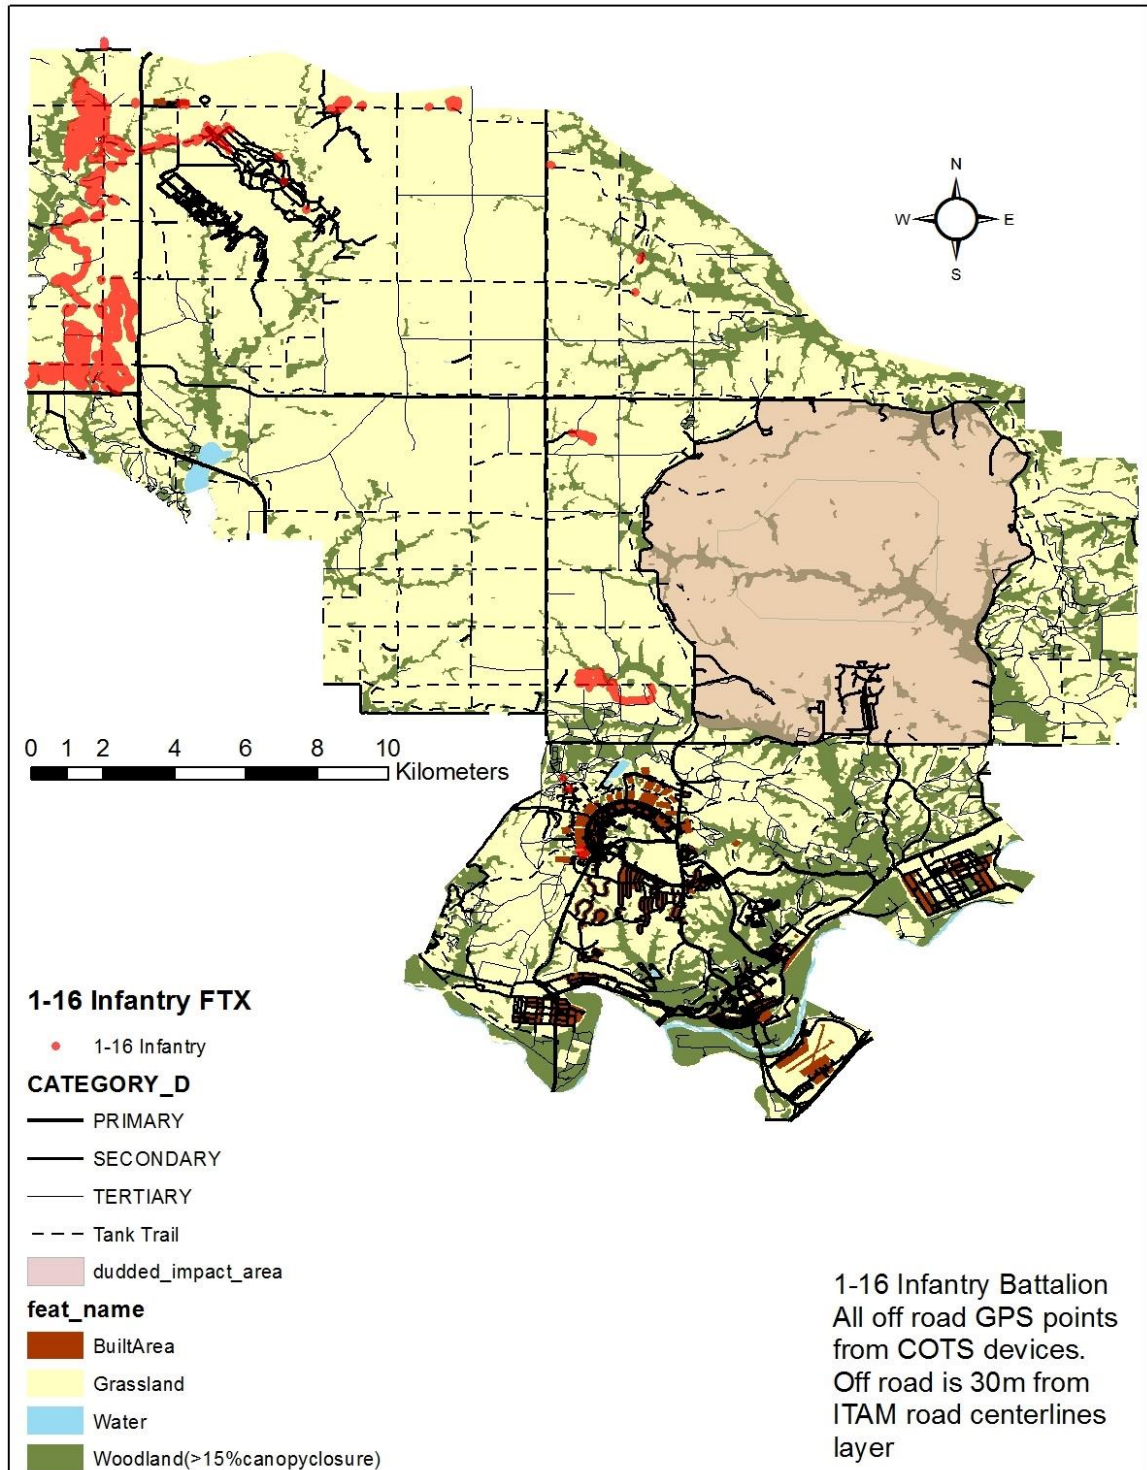 N
W E
S
0 1 2 4 6 8 10
Kilometers
1-16 Infantry FTX
1-16 Infantry
CATEGORY_D
PRIMARY
SECONDARY
TERTIARY
Tank Trail
dudded_impact_area
feat_name
BuiltArea
Grassland
Water
Woodland(>15%canopyclosure)
1-16 Infantry Battalion
All off road GPS points
from COTS devices.
Off road is 30m from
ITAM road centerlines
layer